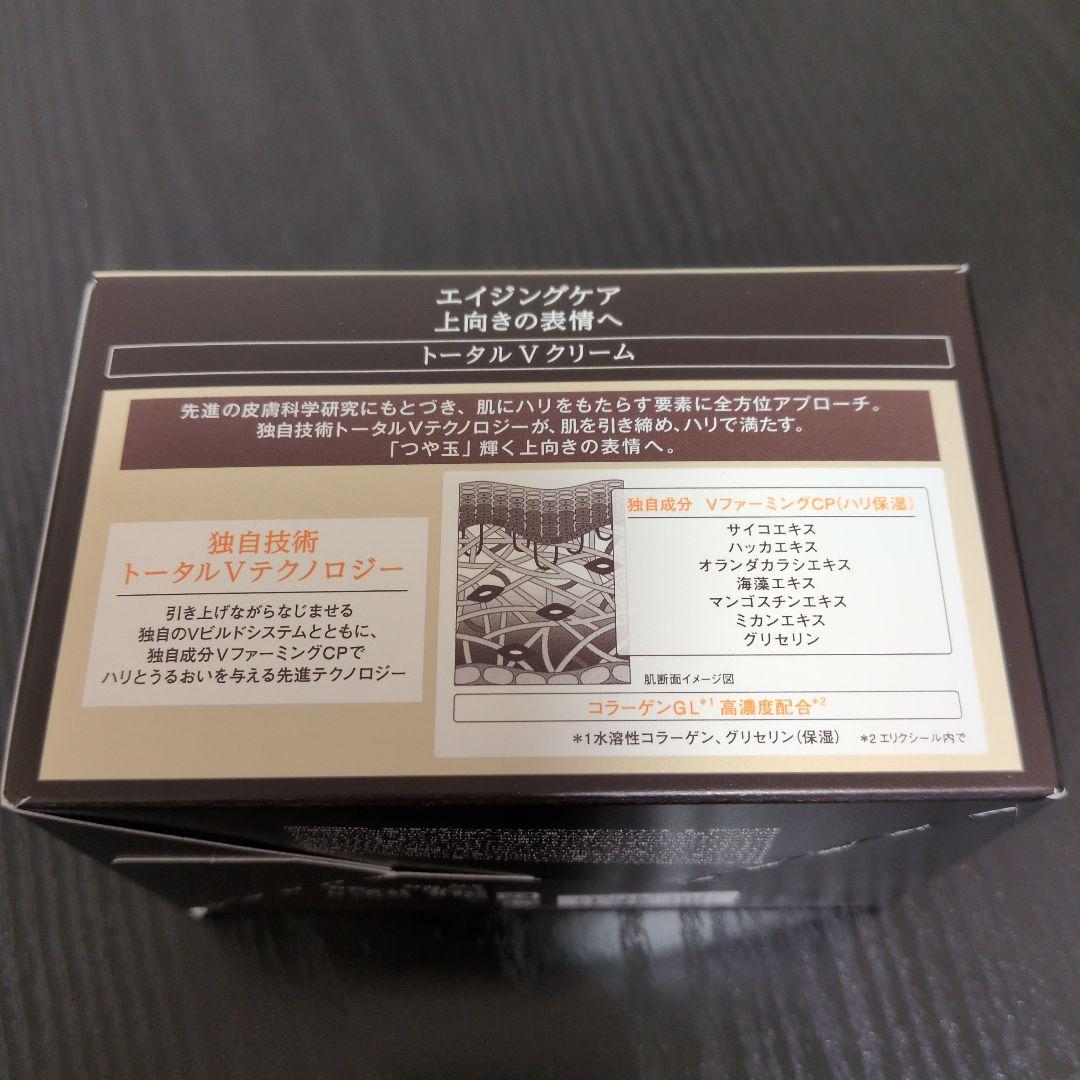 エイジングケア
上向きの表情へ
トータル V クリーム
先進の皮膚科学研究にもとづき、肌にハリをもたらす要素に全方位アプローチ。
独自技術トータルVテクノロジーが、肌を引き締め、ハリで満たす。
「つや玉」輝く上向きの表情へ。
独自技術
トータルVテクノロジー
引き上げながらなじませる
独自のVビルドシステムとともに、
独自成分VファーミングCPで
ハリとうるおいを与える先進テクノロジー
独自成分 VファーミングCP(ハリ保湿)
サイコエキス
ハッカエキス
オランダカラシエキス
海藻エキス
マンゴスチンエキス
ミカンエキス
グリセリン
肌断面イメージ図
コラーゲンGL*1 高濃度配合*2
*1水溶性コラーゲン、グリセリン(保湿) *2エリクシール内で